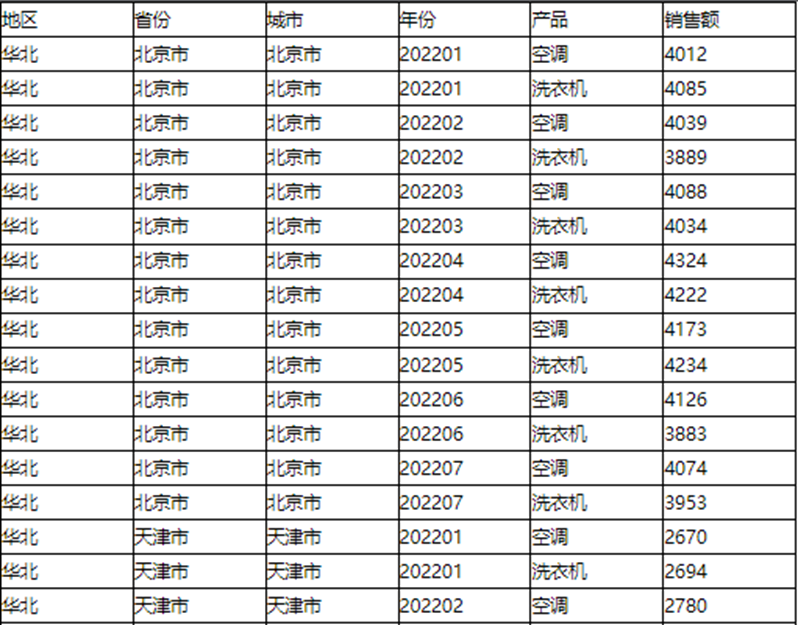 地区 省份 城市 年份 产品 销售额
华北 北京市 北京市 202201 空调 4012
华北 北京市 北京市 202201 洗衣机 4085
华北 北京市 北京市 202202 空调 4039
华北 北京市 北京市 202202 洗衣机 3889
华北 北京市 北京市 202203 空调 4088
华北 北京市 北京市 202203 洗衣机 4034
华北 北京市 北京市 202204 空调 4324
华北 北京市 北京市 202204 洗衣机 4222
华北 北京市 北京市 202205 空调 4173
华北 北京市 北京市 202205 洗衣机 4234
华北 北京市 北京市 202206 空调 4126
华北 北京市 北京市 202206 洗衣机 3883
华北 北京市 北京市 202207 空调 4074
华北 北京市 北京市 202207 洗衣机 3953
华北 天津市 天津市 202201 空调 2670
华北 天津市 天津市 202201 洗衣机 2694
华北 天津市 天津市 202202 空调 2780